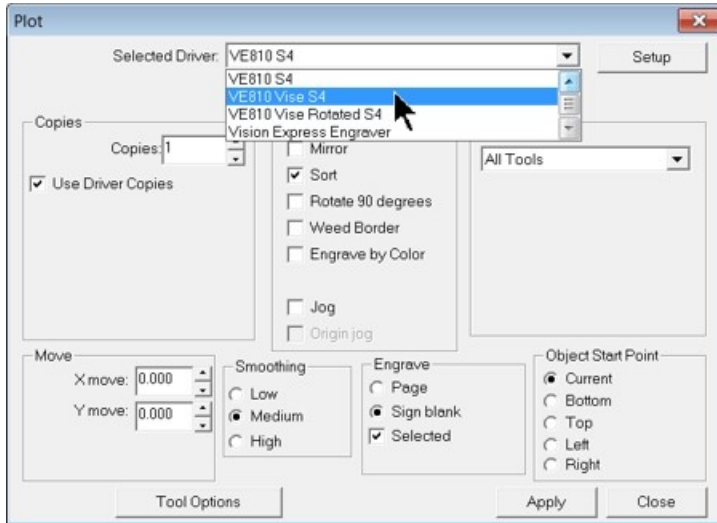 Plot
Selected Driver: VE810 S4
Setup
VE810 S4
VE810 Vise S4
VE810 Vise Rotated S4
Vision Express Engraver
Copies
Copies: 1
Use Driver Copies
Mirror
Sort
Rotate 90 degrees
Weed Border
Engrave by Color
Jog
Origin jog
All Tools
Move
X move: 0.000
Y move: 0.000
Smoothing
Low
Medium
High
Engrave
Page
Sign blank
Selected
Object Start Point
Current
Bottom
Top
Left
Right
Tool Options
Apply
Close